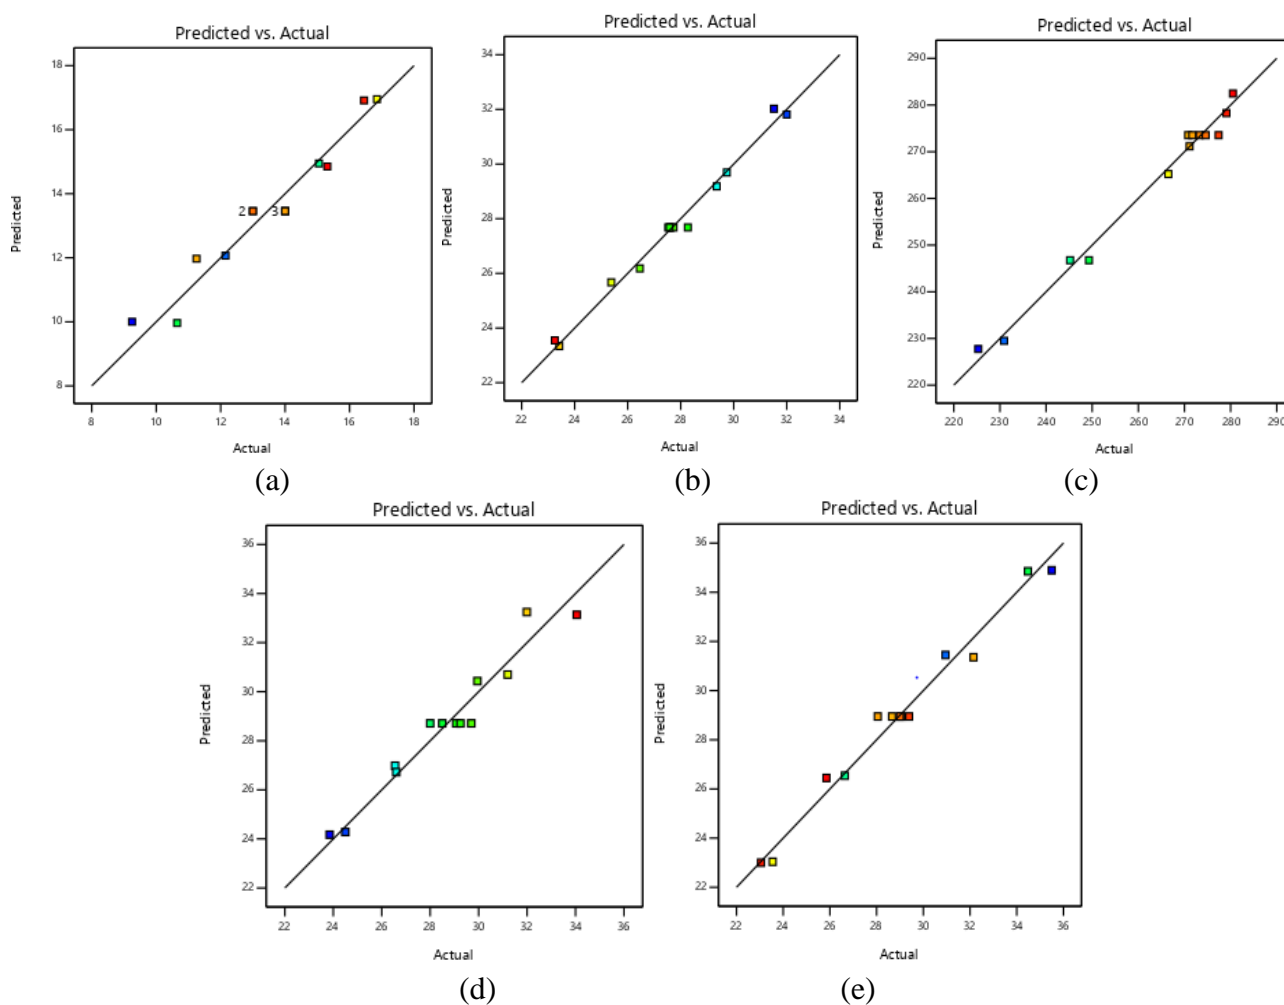 Predicted vs. Actual
18
16
14
12
10
8
Predicted
2
3
8 10 12 14 16 18
Actual
(a)
Predicted vs. Actual
34
32
30
28
26
24
22
Predicted
22 24 26 28 30 32 34
Actual
(b)
Predicted vs. Actual
290
280
270
260
250
240
230
220
Predicted
220 230 240 250 260 270 280 290
Actual
(c)
Predicted vs. Actual
36
34
32
30
28
26
24
22
Predicted
22 24 26 28 30 32 34 36
Actual
(d)
Predicted vs. Actual
36
34
32
30
28
26
24
22
Predicted
22 24 26 28 30 32 34 36
Actual
(e)